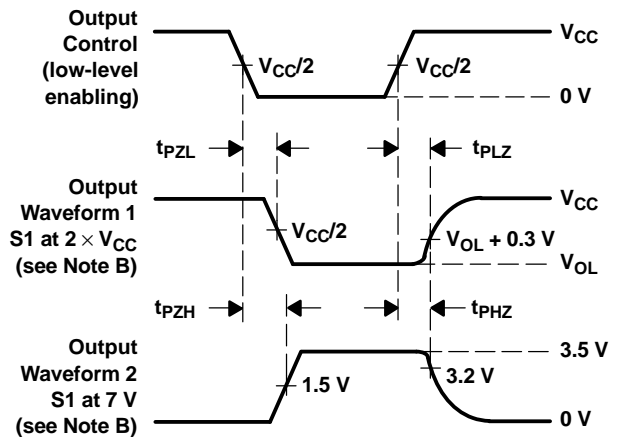 Output
Control
(low-level
enabling)
VCC
VCC/2
VCC/2
0 V
tPZL
tPLZ
Output
Waveform 1
S1 at 2 × VCC
(see Note B)
VCC
VCC/2
VOL + 0.3 V
VOL
tPZH
tPHZ
Output
Waveform 2
S1 at 7 V
(see Note B)
3.5 V
1.5 V
3.2 V
0 V